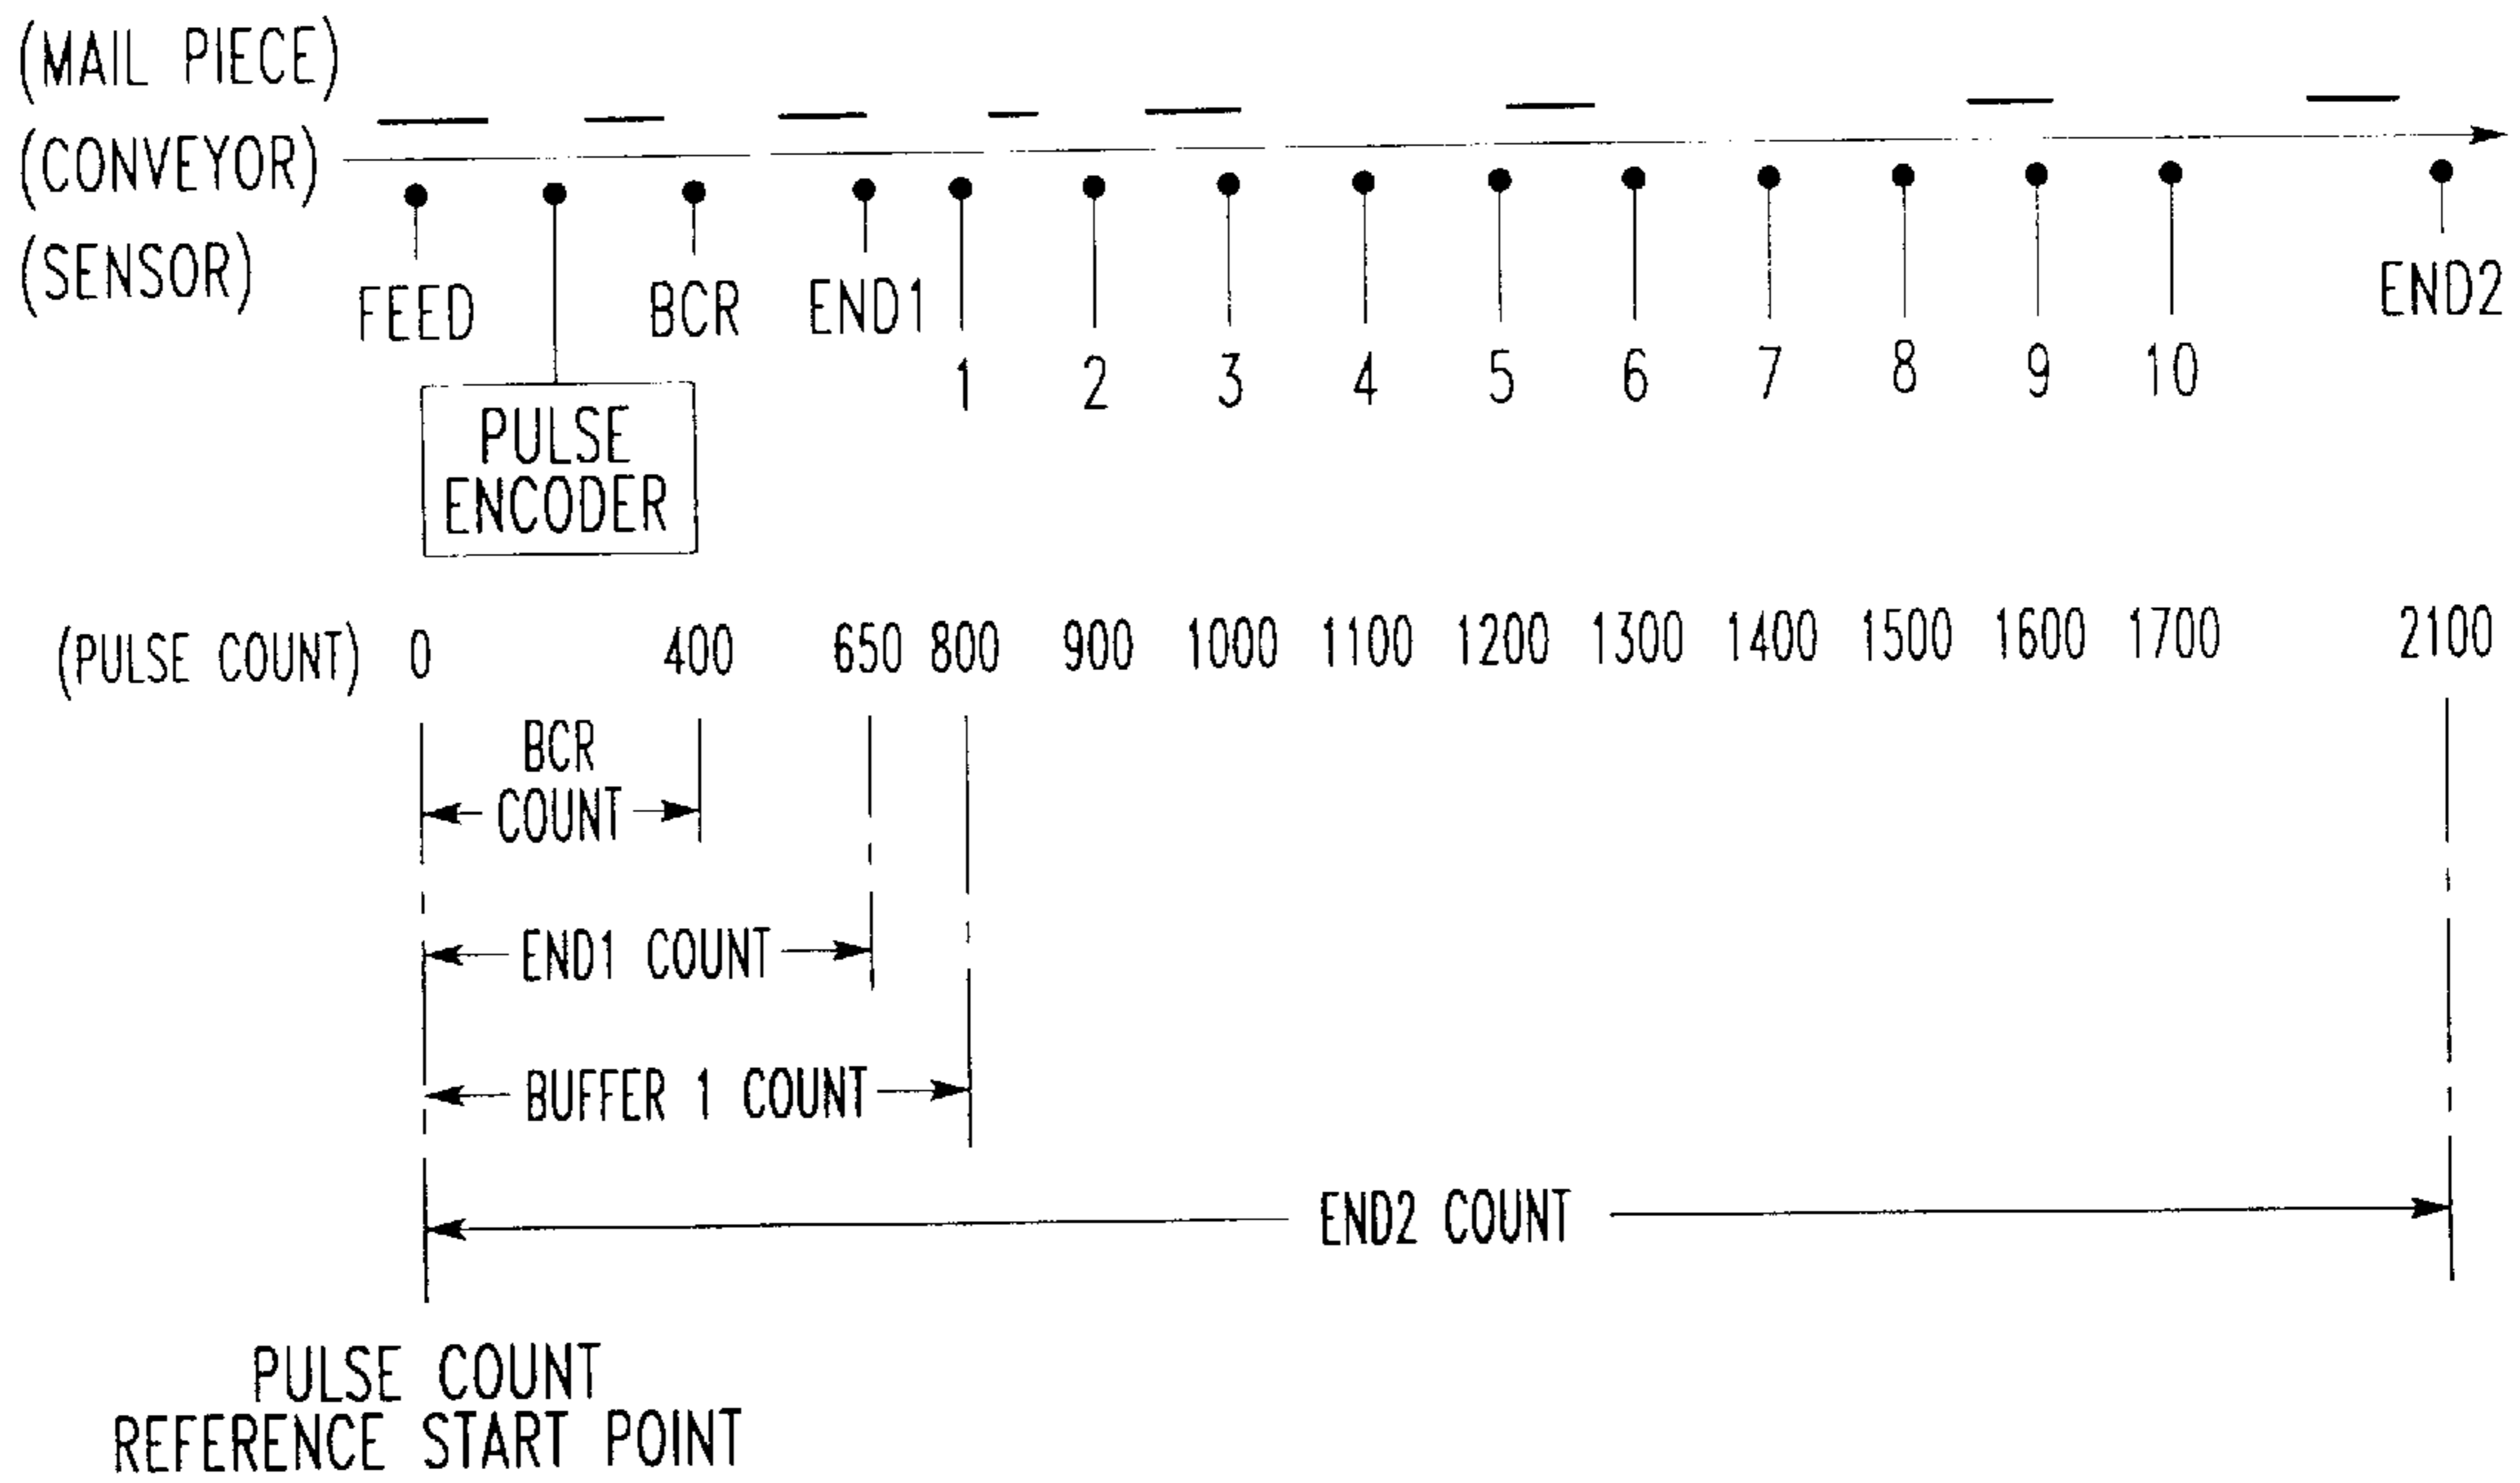 (MAIL PIECE)
(CONVEYOR)
(SENSOR)
FEED
BCR
END1
END2
1 2 3 4 5 6 7 8 9 10
PULSE
ENCODER
(PULSE COUNT) 0 400 650 800 900 1000 1100 1200 1300 1400 1500 1600 1700 2100
BCR
COUNT
END1 COUNT
BUFFER 1 COUNT
END2 COUNT
PULSE COUNT
REFERENCE START POINT